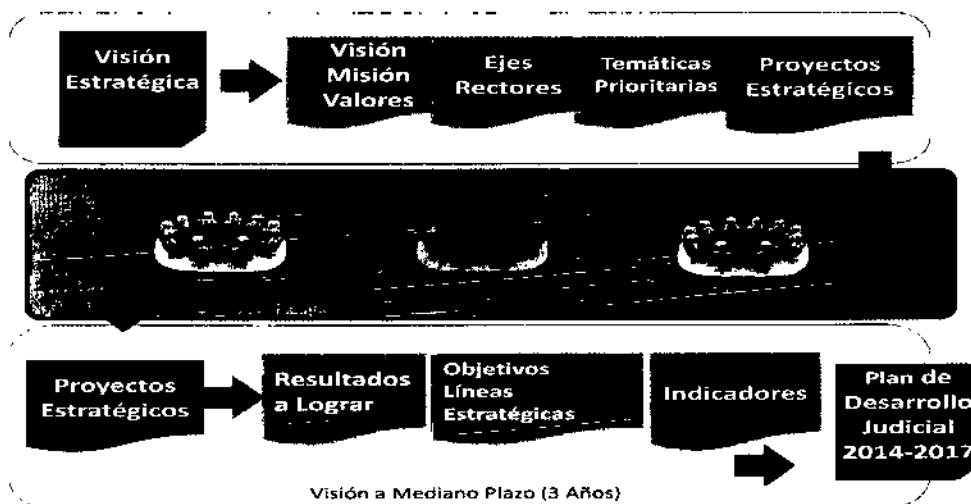 Visión
Estratégica
Visión
Misión
Valores
Ejes
Rectores
Temáticas
Prioritarias
Proyectos
Estratégicos
Proyectos
Estratégicos
Resultados
a Lograr
Objetivos
Líneas
Estratégicas
Indicadores
Plan de
Desarrollo
Judicial
2014-2017
Visión a Mediano Plazo (3 Años)